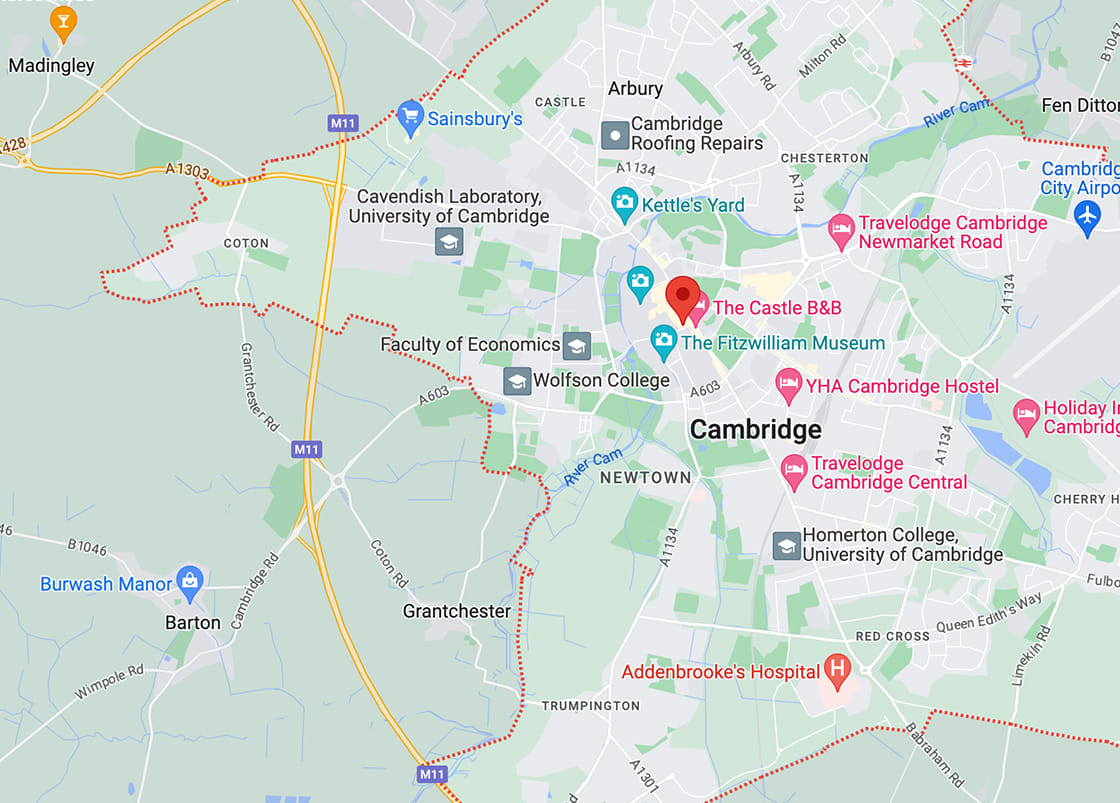 Madingley
M11
Sainsbury's
CASTLE
Arbury
Arbury Rd
Milton Rd
B1047
River Cam
Fen Ditto
428
A1303
Cambridge
Roofing Repairs
A1134
CHESTERTON
A1134
Cambridg
City Airpo
Cavendish Laboratory,
University of Cambridge
Kettle's Yard
Travelodge Cambridge
Newmarket Road
COTON
A1134
The Castle B&B
Faculty of Economics
The Fitzwilliam Museum
Grantchester Rd
Wolfson College
A603
A603
YHA Cambridge Hostel
Holiday In
Cambridg
Cambridge
M11
River Cam
NEWTOWN
A1134
Travelodge
Cambridge Central
CHERRY H
46
B1046
A1134
Homerton College,
University of Cambridge
Coton Rd
Cambridge Rd
Burwash Manor
Barton
Grantchester
Fulbo
Queen Edith's Way
RED CROSS
Limekiln Rd
Wimpole Rd
Addenbrooke's Hospital
H
TRUMPINGTON
Babraham Rd
M11
A1301